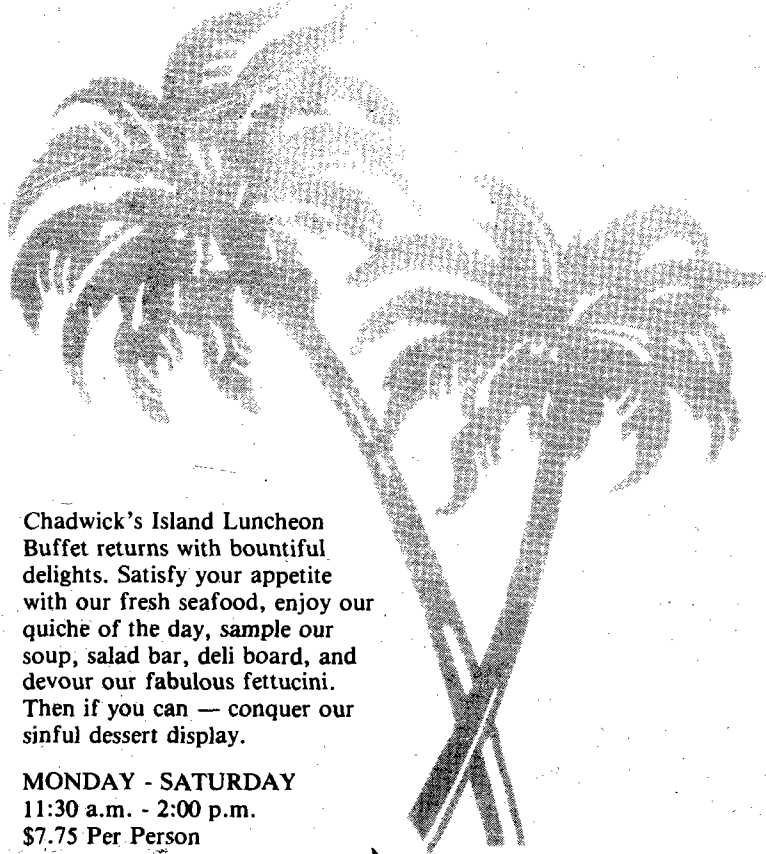 Chadwick's Island Luncheon
Buffet returns with bountiful
delights. Satisfy your appetite
with our fresh seafood, enjoy our
quiche of the day, sample our
soup, salad bar, deli board, and
devour our fabulous fettucini.
Then if you can — conquer our
sinful dessert display.
MONDAY - SATURDAY
11:30 a.m. - 2:00 p.m.
$7.75 Per Person